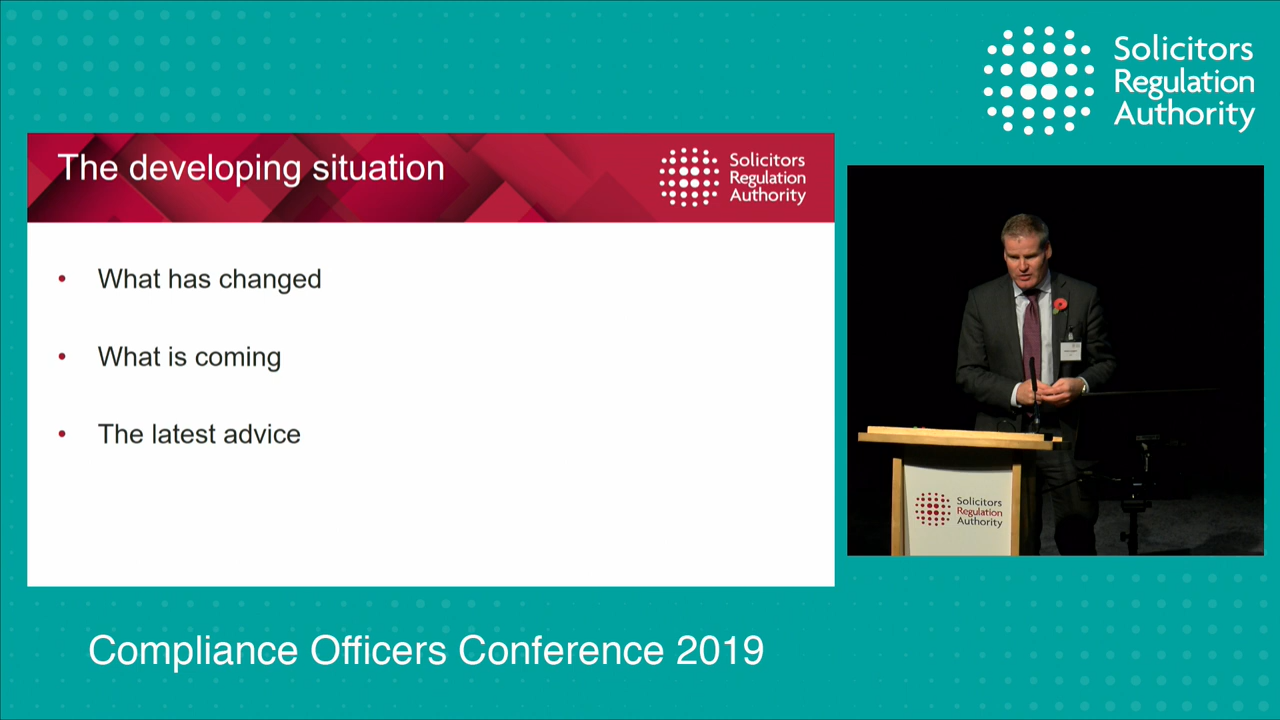 Solicitors
Regulation
Authority
The developing situation
Solicitors
Regulation
Authority
• What has changed
• What is coming
• The latest advice
Solicitors
Regulation
Authority
Compliance Officers Conference 2019